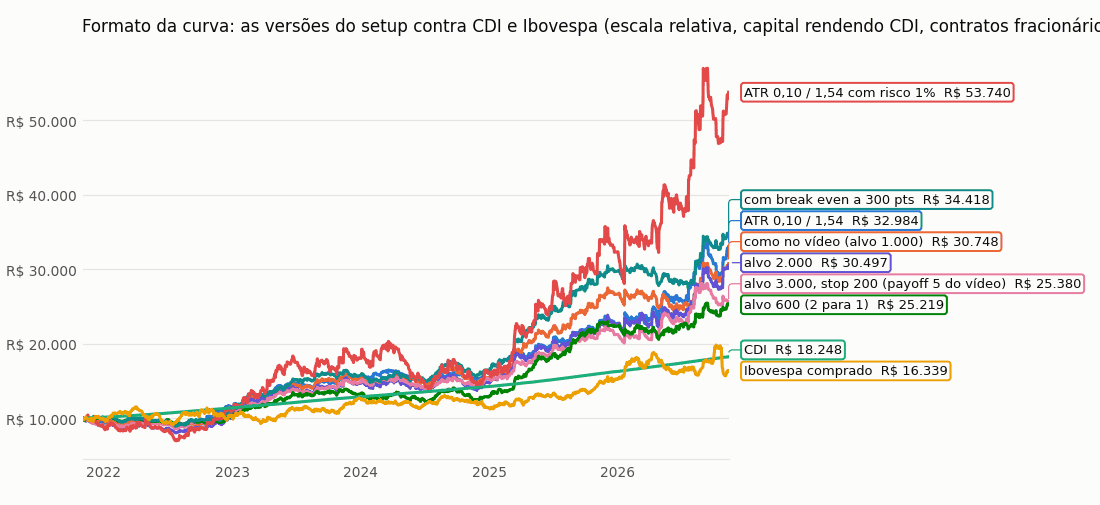 Formato da curva: as versões do setup contra CDI e Ibovespa (escala relativa, capital rendendo CDI, contratos fracionário
R$ 50.000
R$ 40.000
R$ 30.000
R$ 20.000
R$ 10.000
ATR 0,10 / 1,54 com risco 1%  R$ 53.740
com break even a 300 pts  R$ 34.418
ATR 0,10 / 1,54  R$ 32.984
como no vídeo (alvo 1.000)  R$ 30.748
alvo 2.000  R$ 30.497
alvo 3.000, stop 200 (payoff 5 do vídeo)  R$ 25.380
alvo 600 (2 para 1)  R$ 25.219
CDI  R$ 18.248
Ibovespa comprado  R$ 16.339
2022 2023 2024 2025 2026